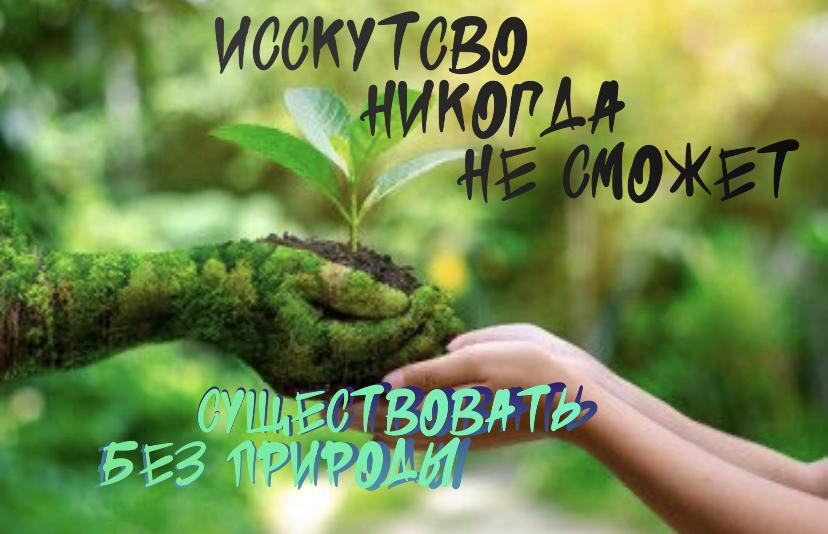 ИССКУТСВО
НИКОГДА
НЕ СМОЖЕТ
СУЩЕСТВОВАТЬ
БЕЗ ПРИРОДЫ